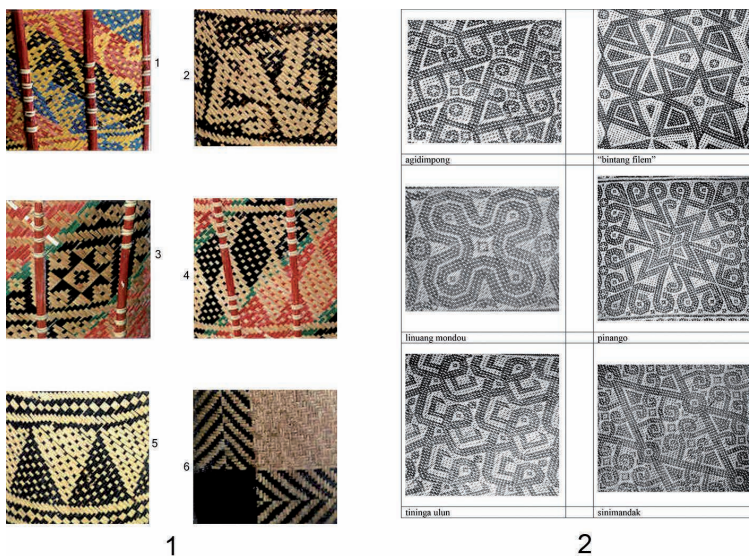 1
2
3
4
5
6
1
agidimpong
"bintang filem"
linuang mondou
pinango
tininga ulun
sinimandak
2